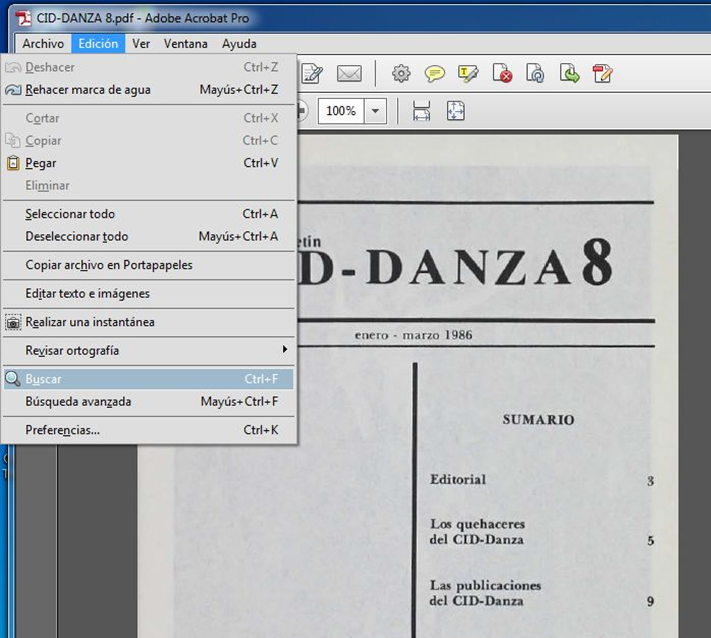 CID-DANZA 8.pdf - Adobe Acrobat Pro
Archivo Edición Ver Ventana Ayuda
Deshacer Ctrl+Z
Rehacer marca de agua Mayús+Ctrl+Z
100%
Cortar Ctrl+X
Copiar Ctrl+C
Pegar Ctrl+V
Eliminar
Seleccionar todo Ctrl+A
Deseleccionar todo Mayús+Ctrl+A
Copiar archivo en Portapapeles
Editar texto e imágenes
Realizar una instantánea
Revisar ortografía
Buscar Ctrl+F
Búsqueda avanzada Mayús+Ctrl+F
Preferencias... Ctrl+K
etin
D-DANZA 8
enero - marzo 1986
SUMARIO
Editorial 3
Los quehaceres
del CID-Danza 5
Las publicaciones
del CID-Danza 9